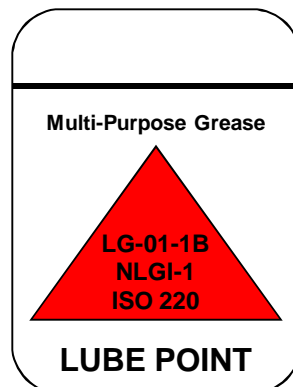 Multi-Purpose Grease
LG-01-1B
NLGI-1
ISO 220
LUBE POINT